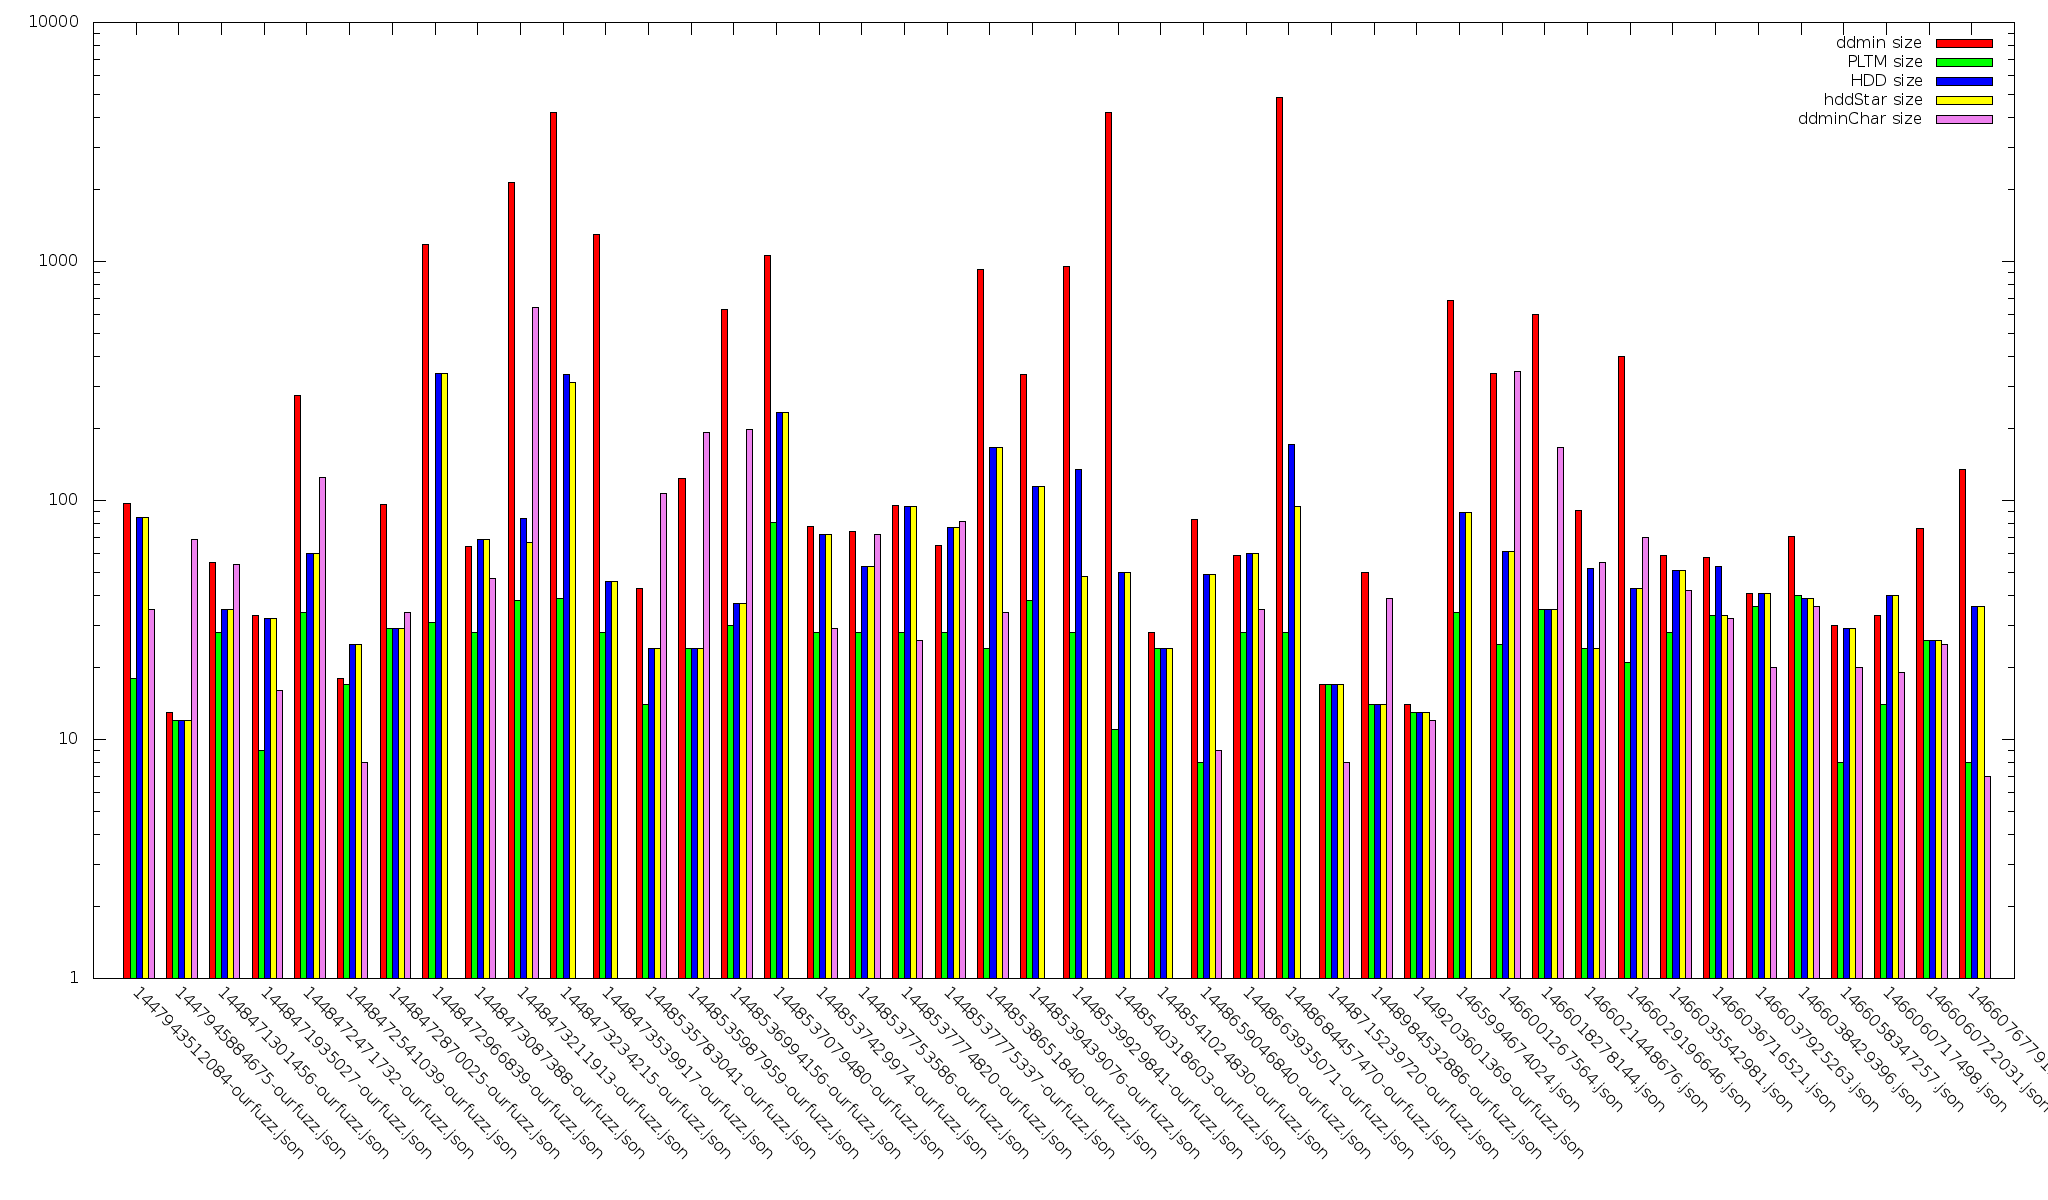 10000
1000
100
10
1
ddmin size
PLTM size
HDD size
hddStar size
ddminChar size
1447943512084-ourfuzz.json
1447945884675-ourfuzz.json
1448471301456-ourfuzz.json
1448471935027-ourfuzz.json
1448472471732-ourfuzz.json
1448472541039-ourfuzz.json
1448472870025-ourfuzz.json
1448472966839-ourfuzz.json
1448473087388-ourfuzz.json
1448473211913-ourfuzz.json
1448473234215-ourfuzz.json
1448473539917-ourfuzz.json
1448535783041-ourfuzz.json
1448535987959-ourfuzz.json
1448536994156-ourfuzz.json
1448537079480-ourfuzz.json
1448537429974-ourfuzz.json
1448537753586-ourfuzz.json
1448537774820-ourfuzz.json
1448537775337-ourfuzz.json
1448538651840-ourfuzz.json
1448539439076-ourfuzz.json
1448539929841-ourfuzz.json
1448540318603-ourfuzz.json
1448541024830-ourfuzz.json
1448659046840-ourfuzz.json
1448663935071-ourfuzz.json
1448684457470-ourfuzz.json
1448715239720-ourfuzz.json
1448984532886-ourfuzz.json
1449203601369-ourfuzz.json
1465994674024.json
1466001267564.json
1466018278144.json
1466021448676.json
1466029196646.json
1466035542981.json
1466036716521.json
1466037925263.json
1466038429396.json
1466058347257.json
1466060717498.json
1466060722031.json